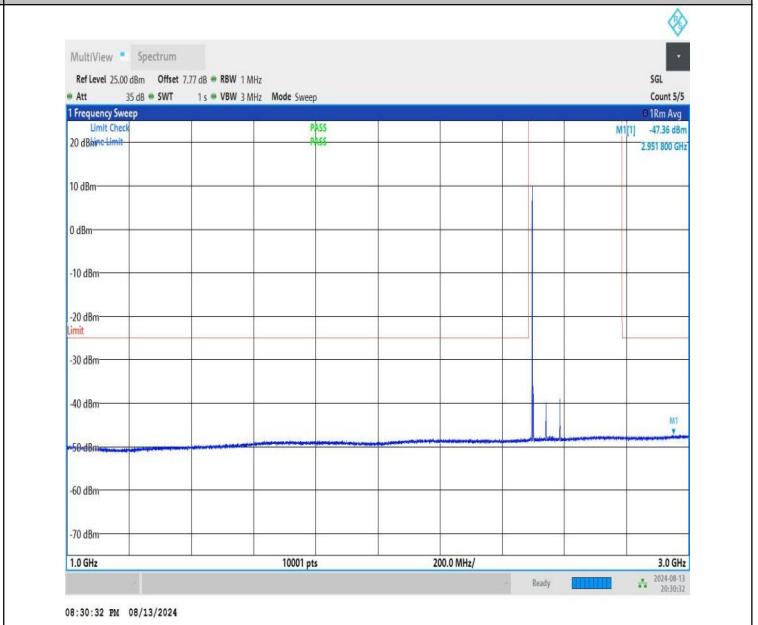 R&S
MultiView Spectrum
Ref Level 25.00 dBm Offset 7.77 dB RBW 1 MHz SGL
Att 35 dB SWT 1 s VBW 3 MHz Mode Sweep Count 5/5
1 Frequency Sweep 1Rm Avg
Limit Check PASS M1[1] -47.36 dBm
20 dBm Line Limit PASS 2.951 800 GHz
10 dBm
0 dBm
-10 dBm
-20 dBm
Limit
-30 dBm
-40 dBm
M1
-50 dBm
-60 dBm
-70 dBm
1.0 GHz 10001 pts 200.0 MHz/ 3.0 GHz
Ready 2024-08-13
20:30:32
08:30:32 PM 08/13/2024